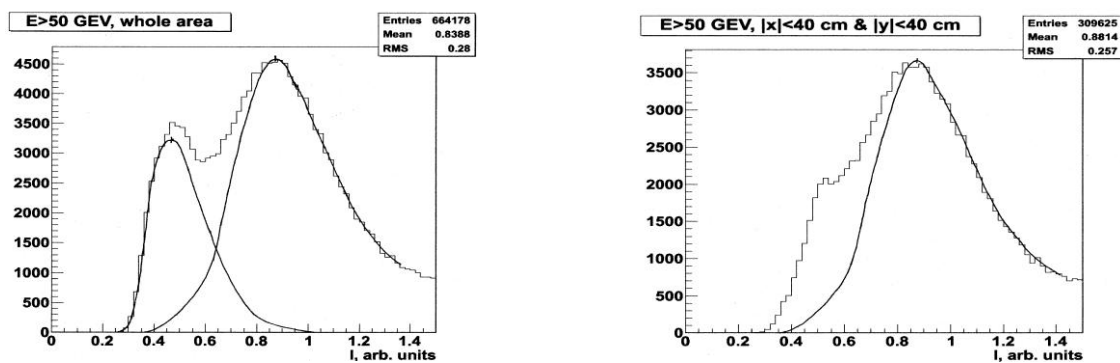 E>50 GEV, whole area
Entries 664178
Mean 0.8388
RMS 0.28
4500
4000
3500
3000
2500
2000
1500
1000
500
0
0 0.2 0.4 0.6 0.8 1 1.2 1.4
I, arb. units
E>50 GEV, |x|<40 cm & |y|<40 cm
Entries 309625
Mean 0.8814
RMS 0.257
3500
3000
2500
2000
1500
1000
500
0
0 0.2 0.4 0.6 0.8 1 1.2 1.4
I, arb. units